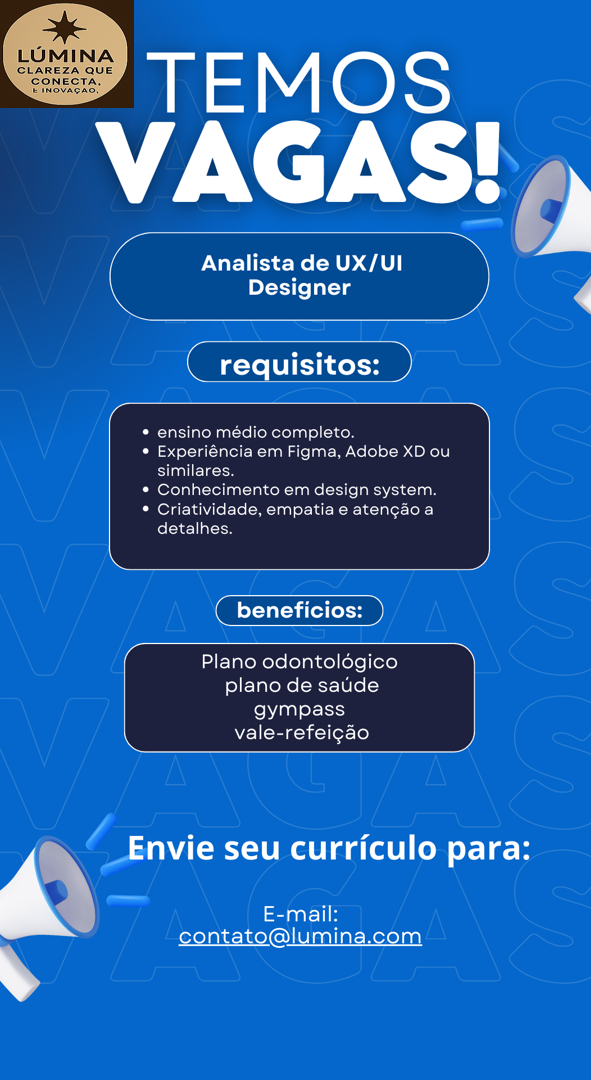 LÚMINA
CLAREZA QUE
CONECTA.
E INOVAÇAO,
TEMOS
VAGAS!
Analista de UX/UI
Designer
requisitos:
• ensino médio completo.
• Experiência em Figma, Adobe XD ou
similares.
• Conhecimento em design system.
• Criatividade, empatia e atenção a
detalhes.
benefícios:
Plano odontológico
plano de saúde
gympass
vale-refeição
Envie seu currículo para:
E-mail:
contato@lumina.com